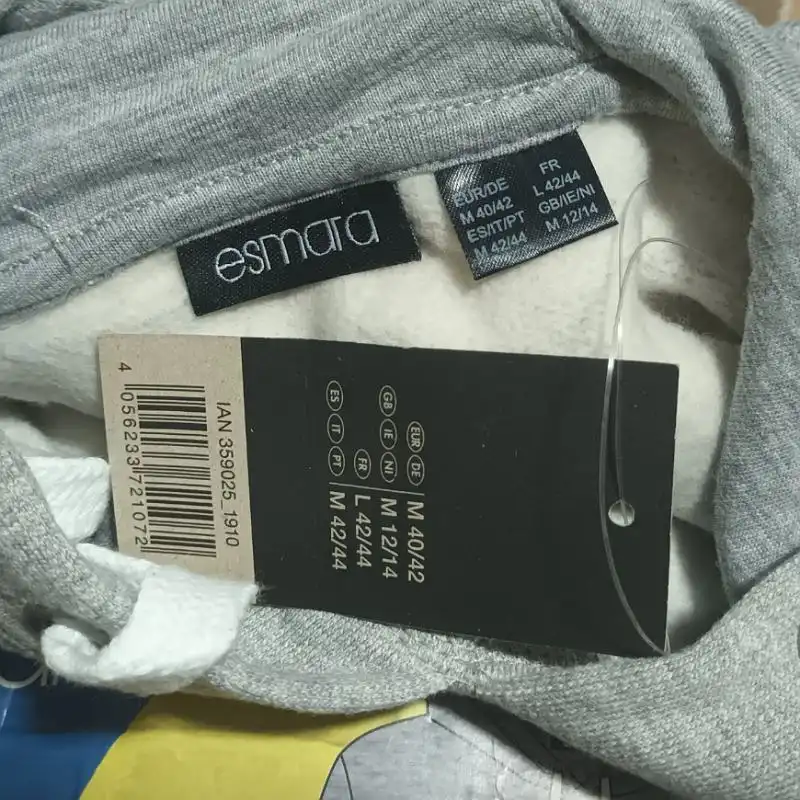 esmara
EUR/DE
M 40/42
ES/IT/PT
M 42/44
FR
L 42/44
GB/IE/NI
M 12/14
EUR DE M 40/42
GB IE NI M 12/14
FR L 42/44
ES IT PT M 42/44
IAN 359025_1910
4 056233 721072